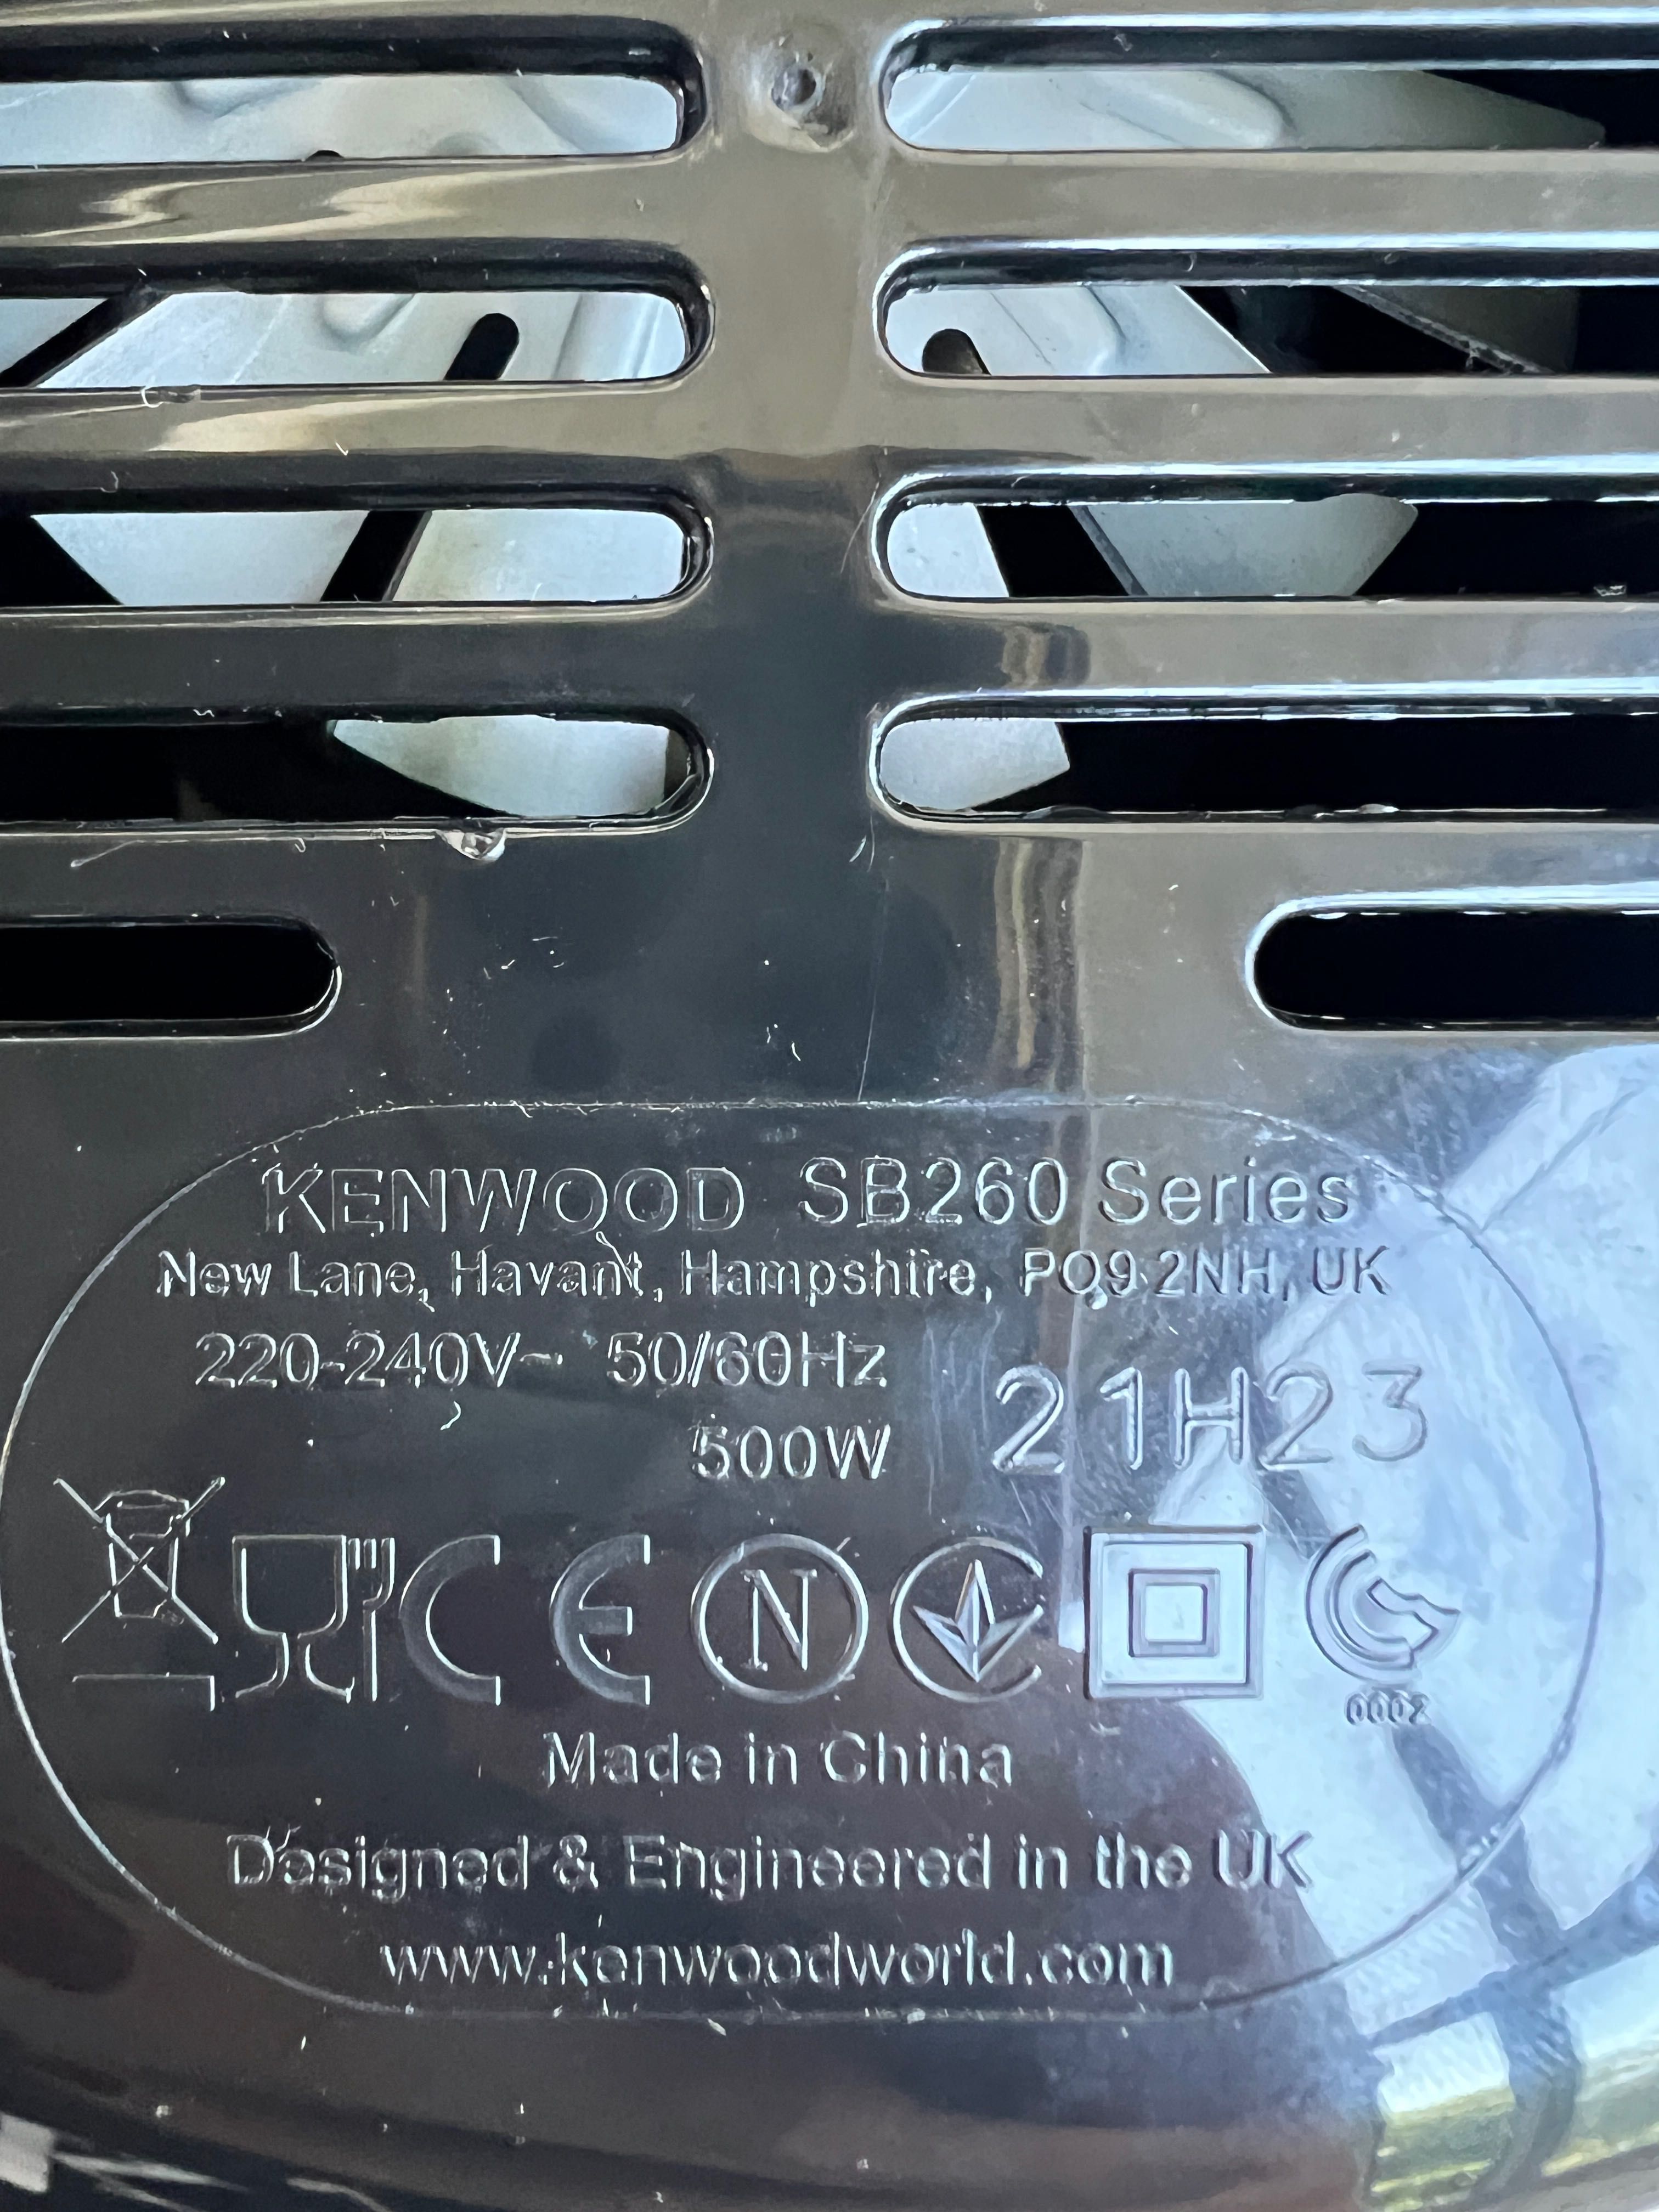 KENWOOD SB260 Series
New Lane, Havant, Hampshire, PO9 2NH, UK
220-240V~ 50/60Hz
500W
21H23
CE N
0002
Made in China
Designed & Engineered in the UK
www.kenwoodworld.com